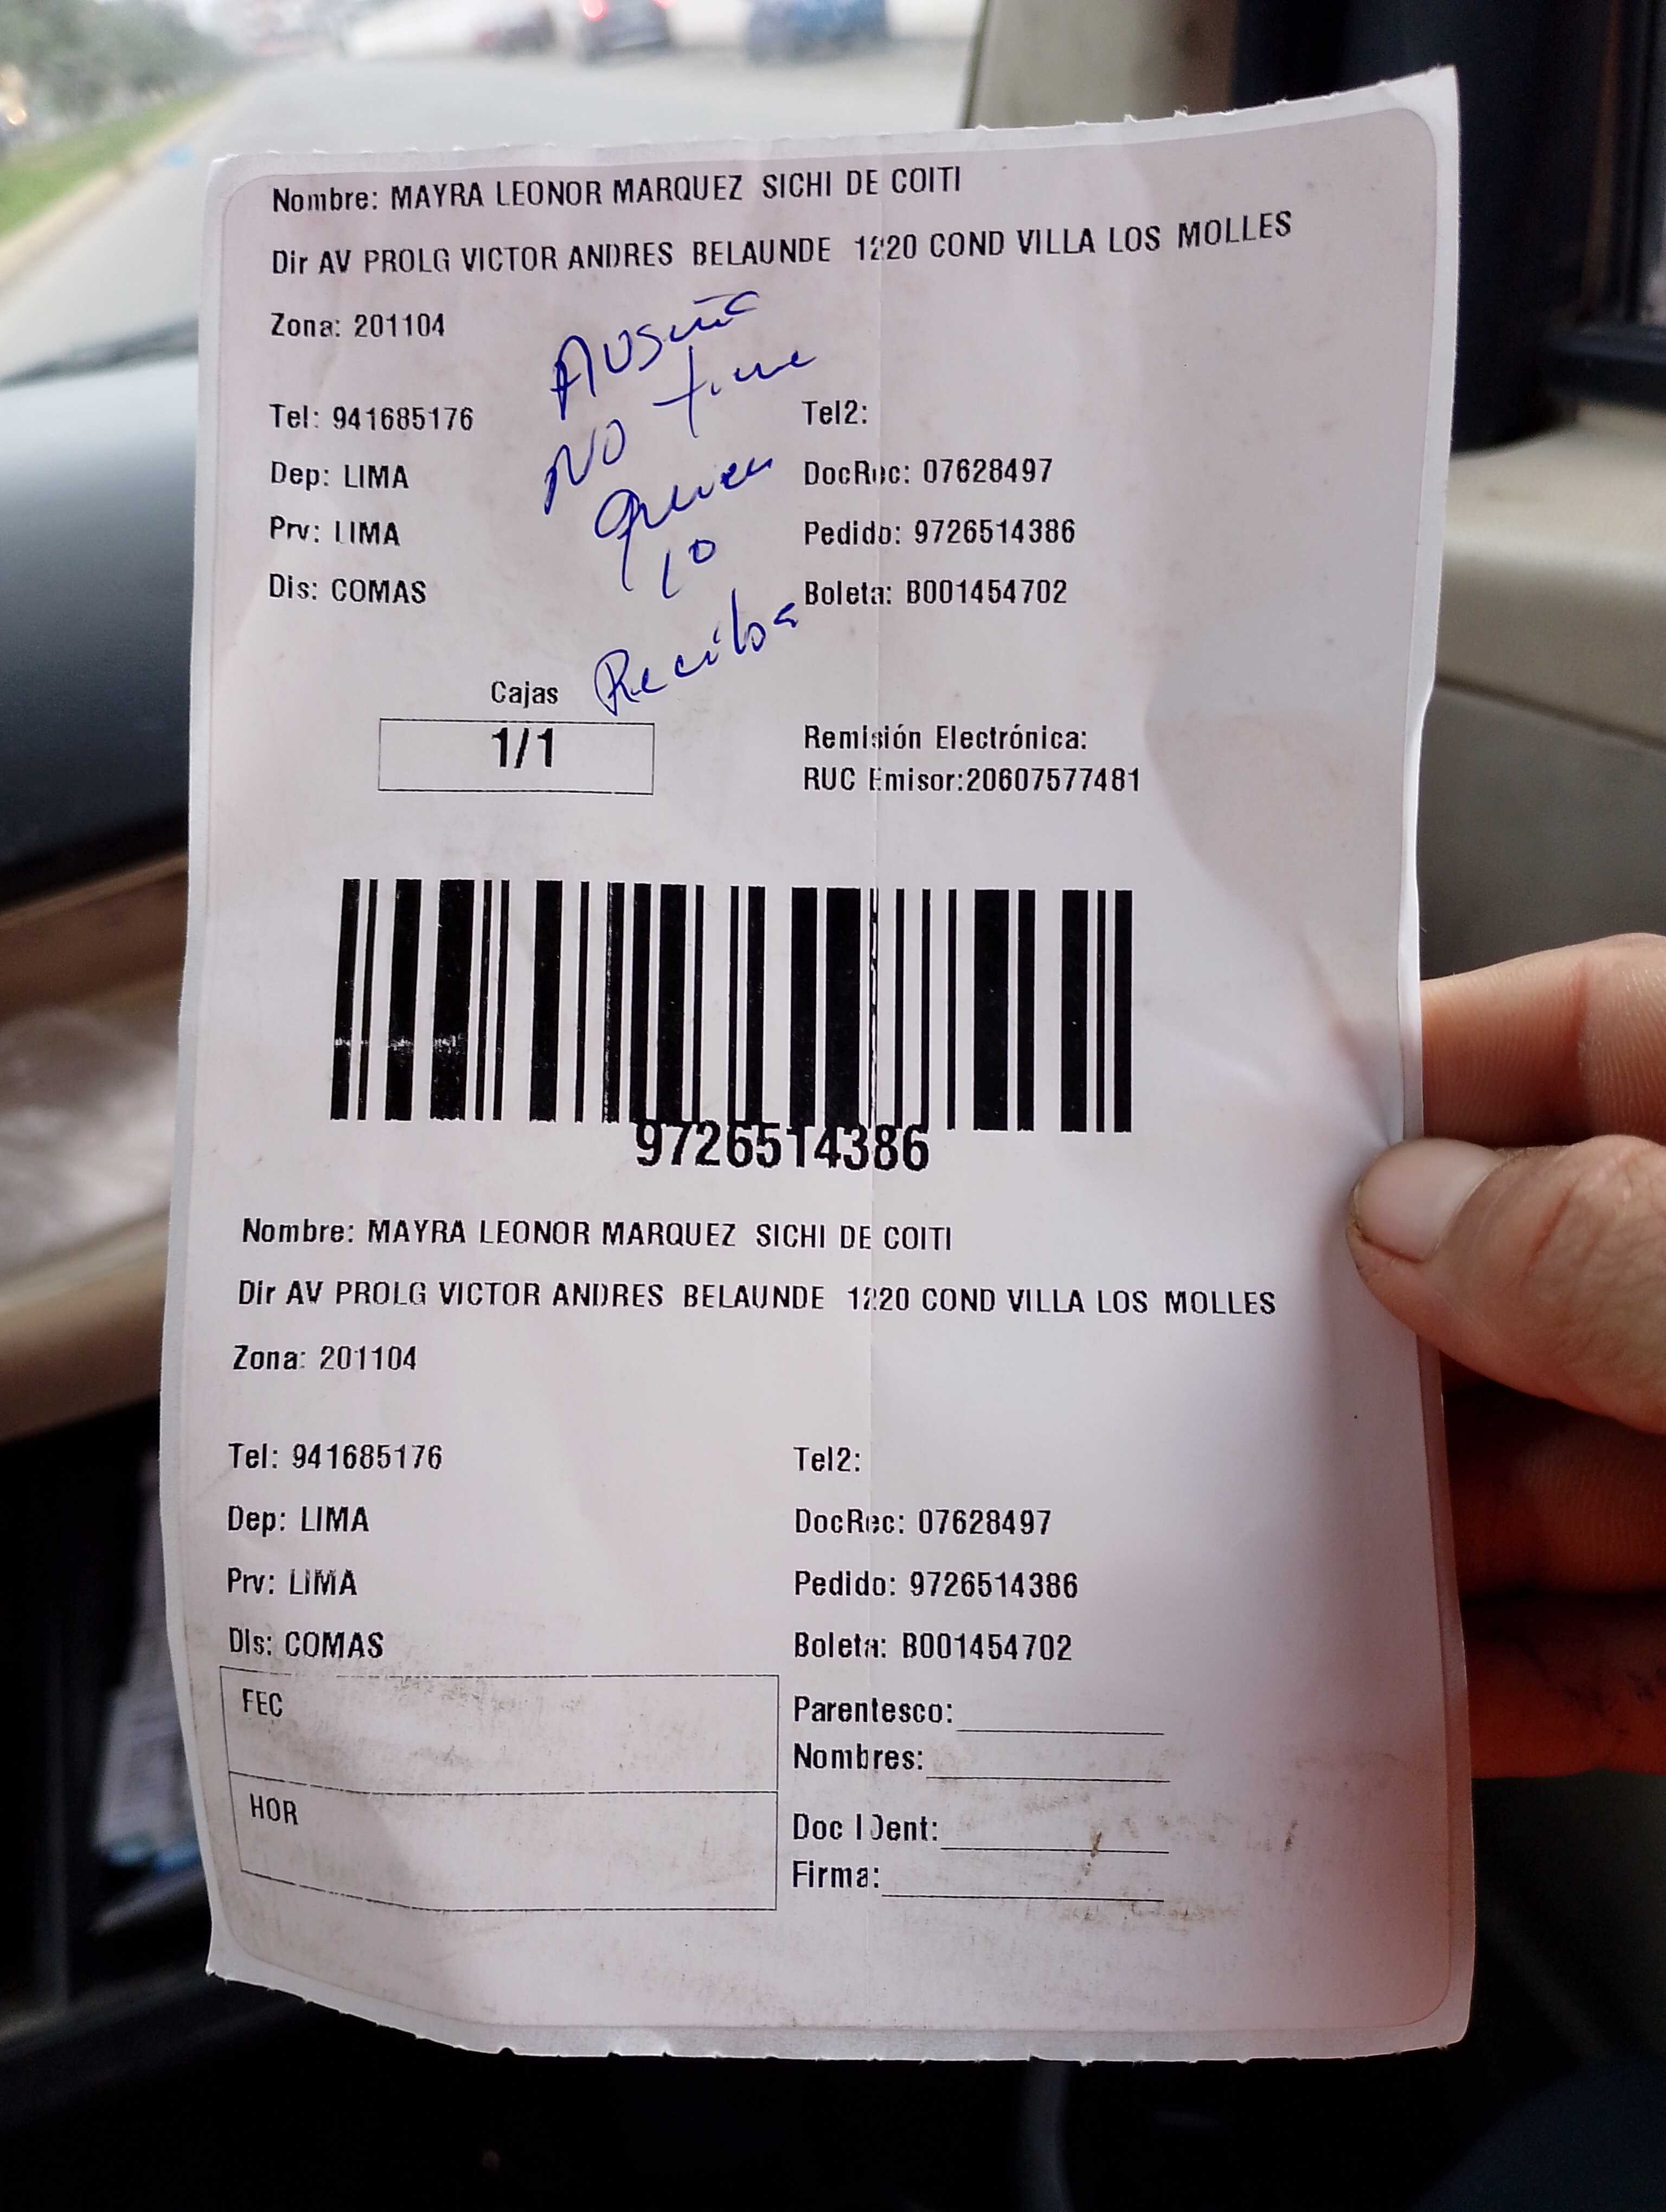 Nombre: MAYRA LEONOR MARQUEZ SICHI DE COITI
Dir AV PROLG VICTOR ANDRES BELAUNDE 1220 COND VILLA LOS MOLLES
Zona: 201104
Ausente
No tiene
quien
lo
Reciba
Tel: 941685176
Tel2:
Dep: LIMA
DocRec: 07628497
Prv: LIMA
Pedido: 9726514386
Dis: COMAS
Boleta: B001454702
Cajas
1/1
Remisión Electrónica:
RUC Emisor:20607577481
9726514386
Nombre: MAYRA LEONOR MARQUEZ SICHI DE COITI
Dir AV PROLG VICTOR ANDRES BELAUNDE 1220 COND VILLA LOS MOLLES
Zona: 201104
Tel: 941685176
Tel2:
Dep: LIMA
DocRec: 07628497
Prv: LIMA
Pedido: 9726514386
Dis: COMAS
Boleta: B001454702
FEC
Parentesco:
Nombres:
HOR
Doc IDent:
Firma: